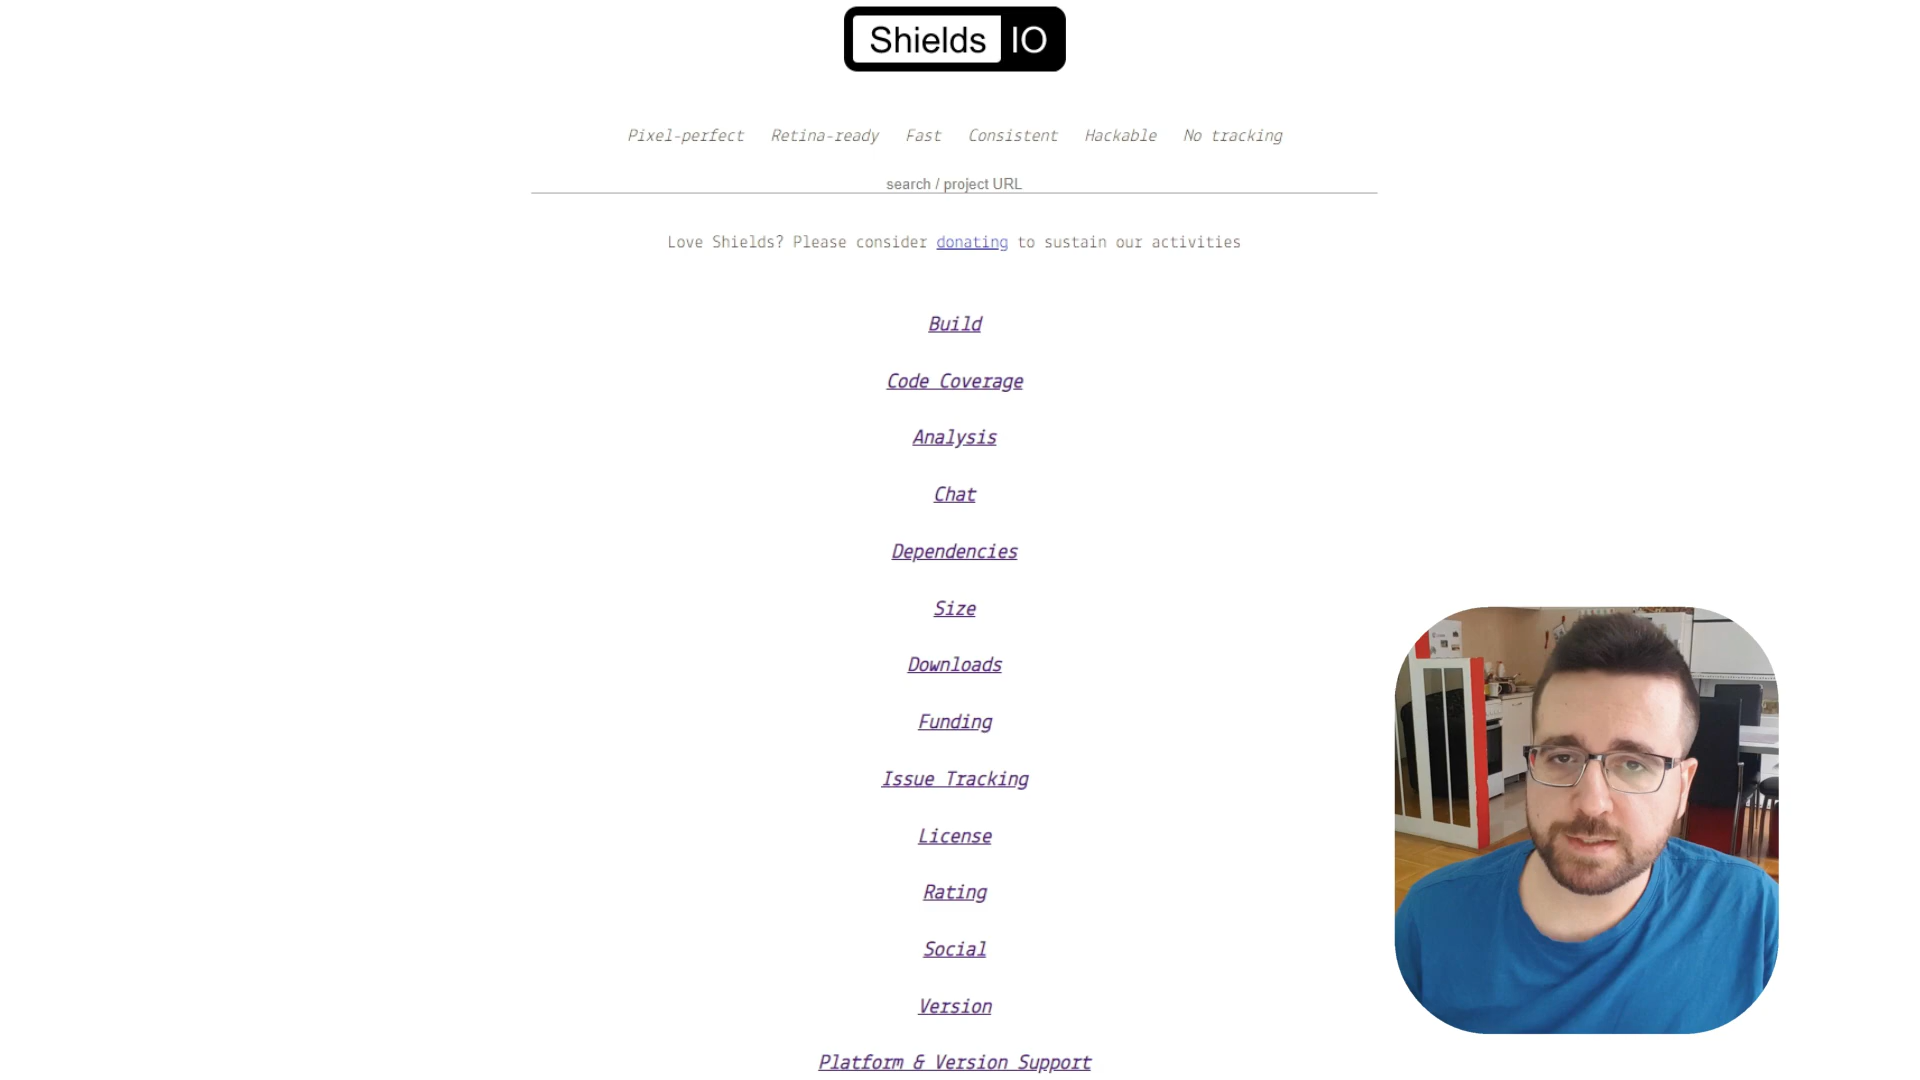 Shields IO
Pixel-perfect Retina-ready Fast Consistent Hackable No tracking
search / project URL
Love Shields? Please consider donating to sustain our activities
Build
Code Coverage
Analysis
Chat
Dependencies
Size
Downloads
Funding
Issue Tracking
License
Rating
Social
Version
Platform & Version Support